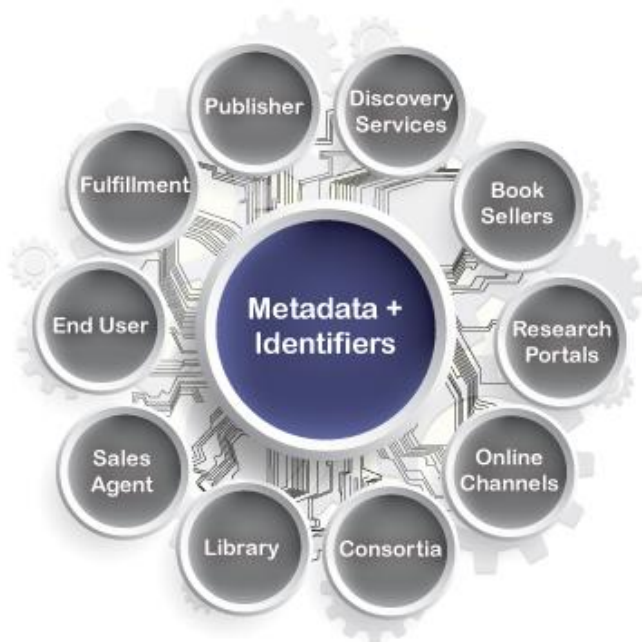 Publisher
Discovery
Services
Fulfillment
Book
Sellers
Metadata +
Identifiers
End User
Research
Portals
Sales
Agent
Online
Channels
Library
Consortia